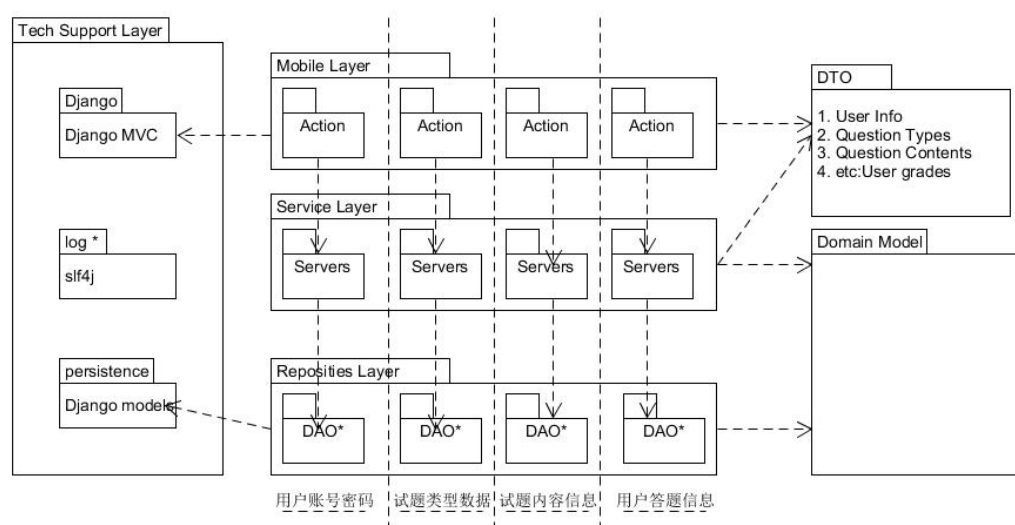 Tech Support Layer
Django
Django MVC
log *
slf4j
persistence
Django models
Mobile Layer
Action
Action
Action
Action
Service Layer
Servers
Servers
Servers
Servers
Reposities Layer
DAO*
DAO*
DAO*
DAO*
用户账号密码
试题类型数据
试题内容信息
用户答题信息
DTO
1. User Info
2. Question Types
3. Question Contents
4. etc:User grades
Domain Model